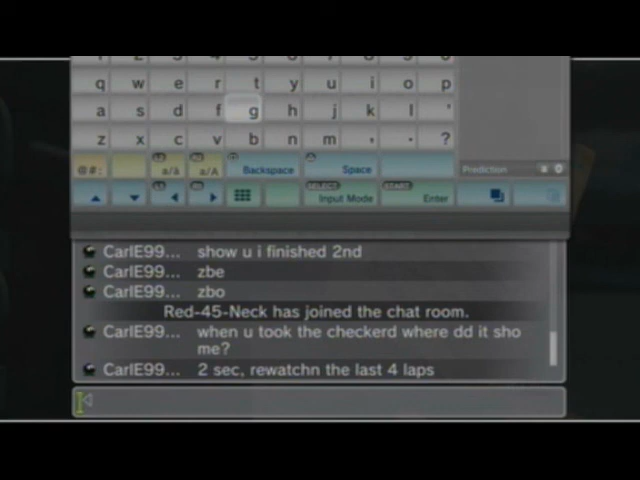 q w e r t y u i o p
a s d f g h j k l '
z x c v b n m , . ?
@#: a/à a/A Backspace Space Prediction
SELECT START
Input Mode Enter
CarlE99... show u i finished 2nd
CarlE99... zbe
CarlE99... zbo
Red-45-Neck has joined the chat room.
CarlE99... when u took the checkerd where dd it sho
me?
CarlE99... 2 sec, rewatchn the last 4 laps